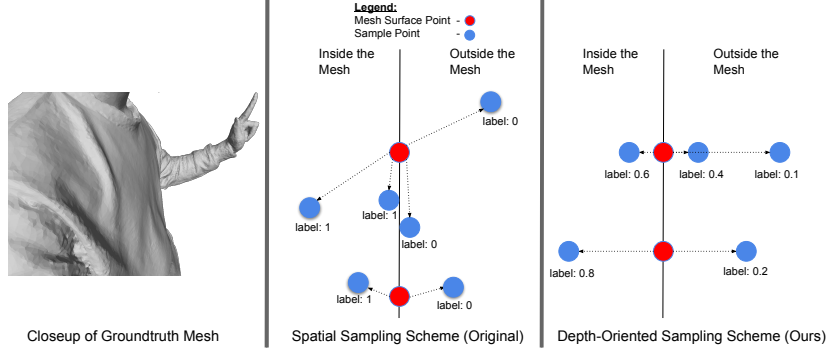 Legend:
Mesh Surface Point -
Sample Point -
Inside the
Mesh
Outside the
Mesh
label: 0
label: 1
label: 1
label: 0
label: 1
label: 0
Inside the
Mesh
Outside the
Mesh
label: 0.6
label: 0.4
label: 0.1
label: 0.8
label: 0.2
Closeup of Groundtruth Mesh
Spatial Sampling Scheme (Original)
Depth-Oriented Sampling Scheme (Ours)